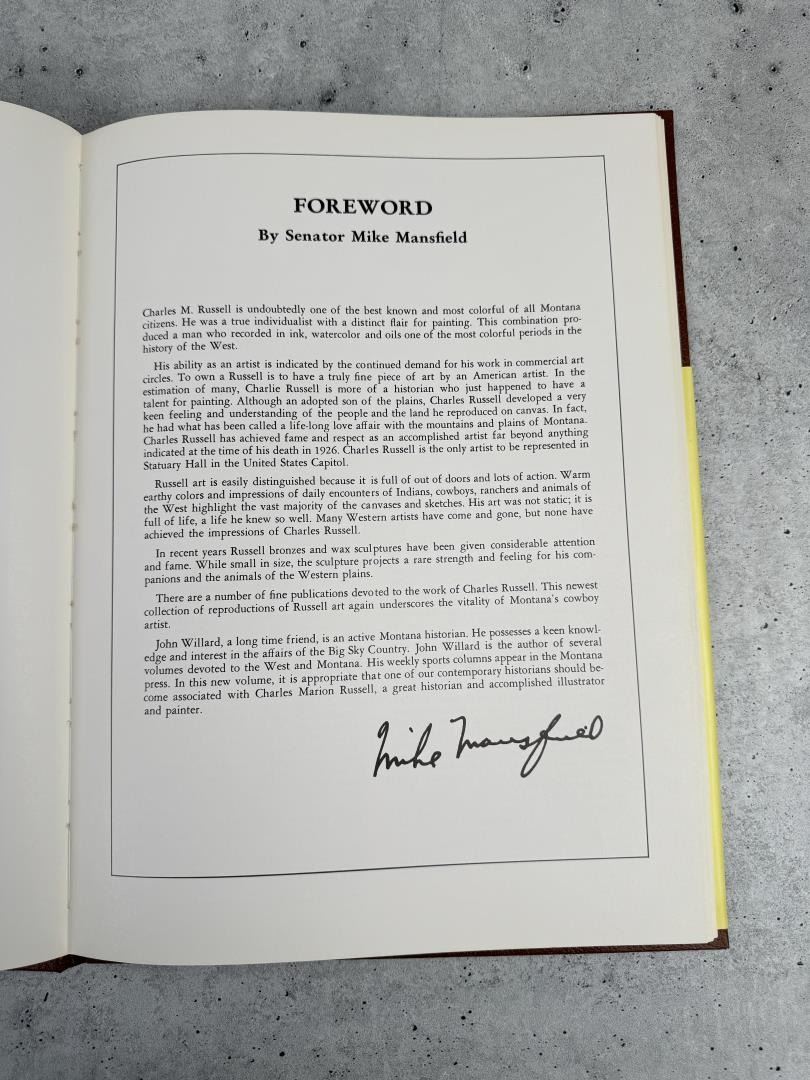 FOREWORD
By Senator Mike Mansfield
Charles M. Russell is undoubtedly one of the best known and most colorful of all Montana
citizens. He was a true individualist with a distinct flair for painting. This combination pro-
duced a man who recorded in ink, watercolor and oils one of the most colorful periods in the
history of the West.
His ability as an artist is indicated by the continued demand for his work in commercial art
circles. To own a Russell is to have a truly fine piece of art by an American artist. In the
estimation of many, Charlie Russell is more of a historian who just happened to have a
talent for painting. Although an adopted son of the plains, Charles Russell developed a very
keen feeling and understanding of the people and the land he reproduced on canvas. In fact,
he had what has been called a life-long love affair with the mountains and plains of Montana.
Charles Russell has achieved fame and respect as an accomplished artist far beyond anything
indicated at the time of his death in 1926. Charles Russell is the only artist to be represented in
Statuary Hall in the United States Capitol.
Russell art is easily distinguished because it is full of out of doors and lots of action. Warm
earthy colors and impressions of daily encounters of Indians, cowboys, ranchers and animals of
the West highlight the vast majority of the canvases and sketches. His art was not static; it is
full of life, a life he knew so well. Many Western artists have come and gone, but none have
achieved the impressions of Charles Russell.
In recent years Russell bronzes and wax sculptures have been given considerable attention
and fame. While small in size, the sculpture projects a rare strength and feeling for his com-
panions and the animals of the Western plains.
There are a number of fine publications devoted to the work of Charles Russell. This newest
collection of reproductions of Russell art again underscores the vitality of Montana's cowboy
artist.
John Willard, a long time friend, is an active Montana historian. He possesses a keen knowl-
edge and interest in the affairs of the Big Sky Country. John Willard is the author of several
volumes devoted to the West and Montana. His weekly sports columns appear in the Montana
press. In this new volume, it is appropriate that one of our contemporary historians should be-
come associated with Charles Marion Russell, a great historian and accomplished illustrator
and painter.
Mike Mansfield